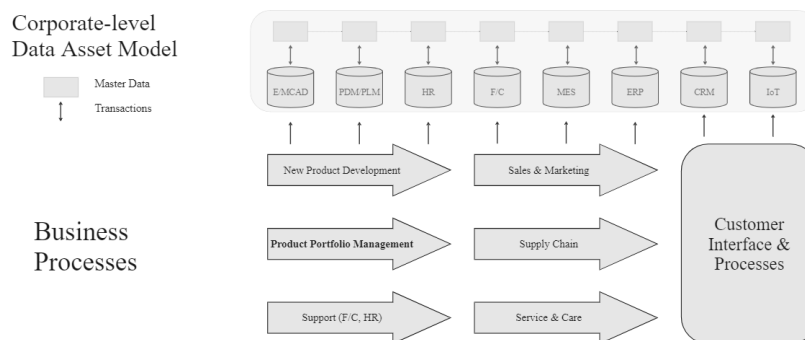 Corporate-level
Data Asset Model
Master Data
Transactions
E/MCAD
PDM/PLM
HR
F/C
MES
ERP
CRM
IoT
New Product Development
Sales & Marketing
Business
Processes
Product Portfolio Management
Supply Chain
Customer
Interface &
Processes
Support (F/C, HR)
Service & Care